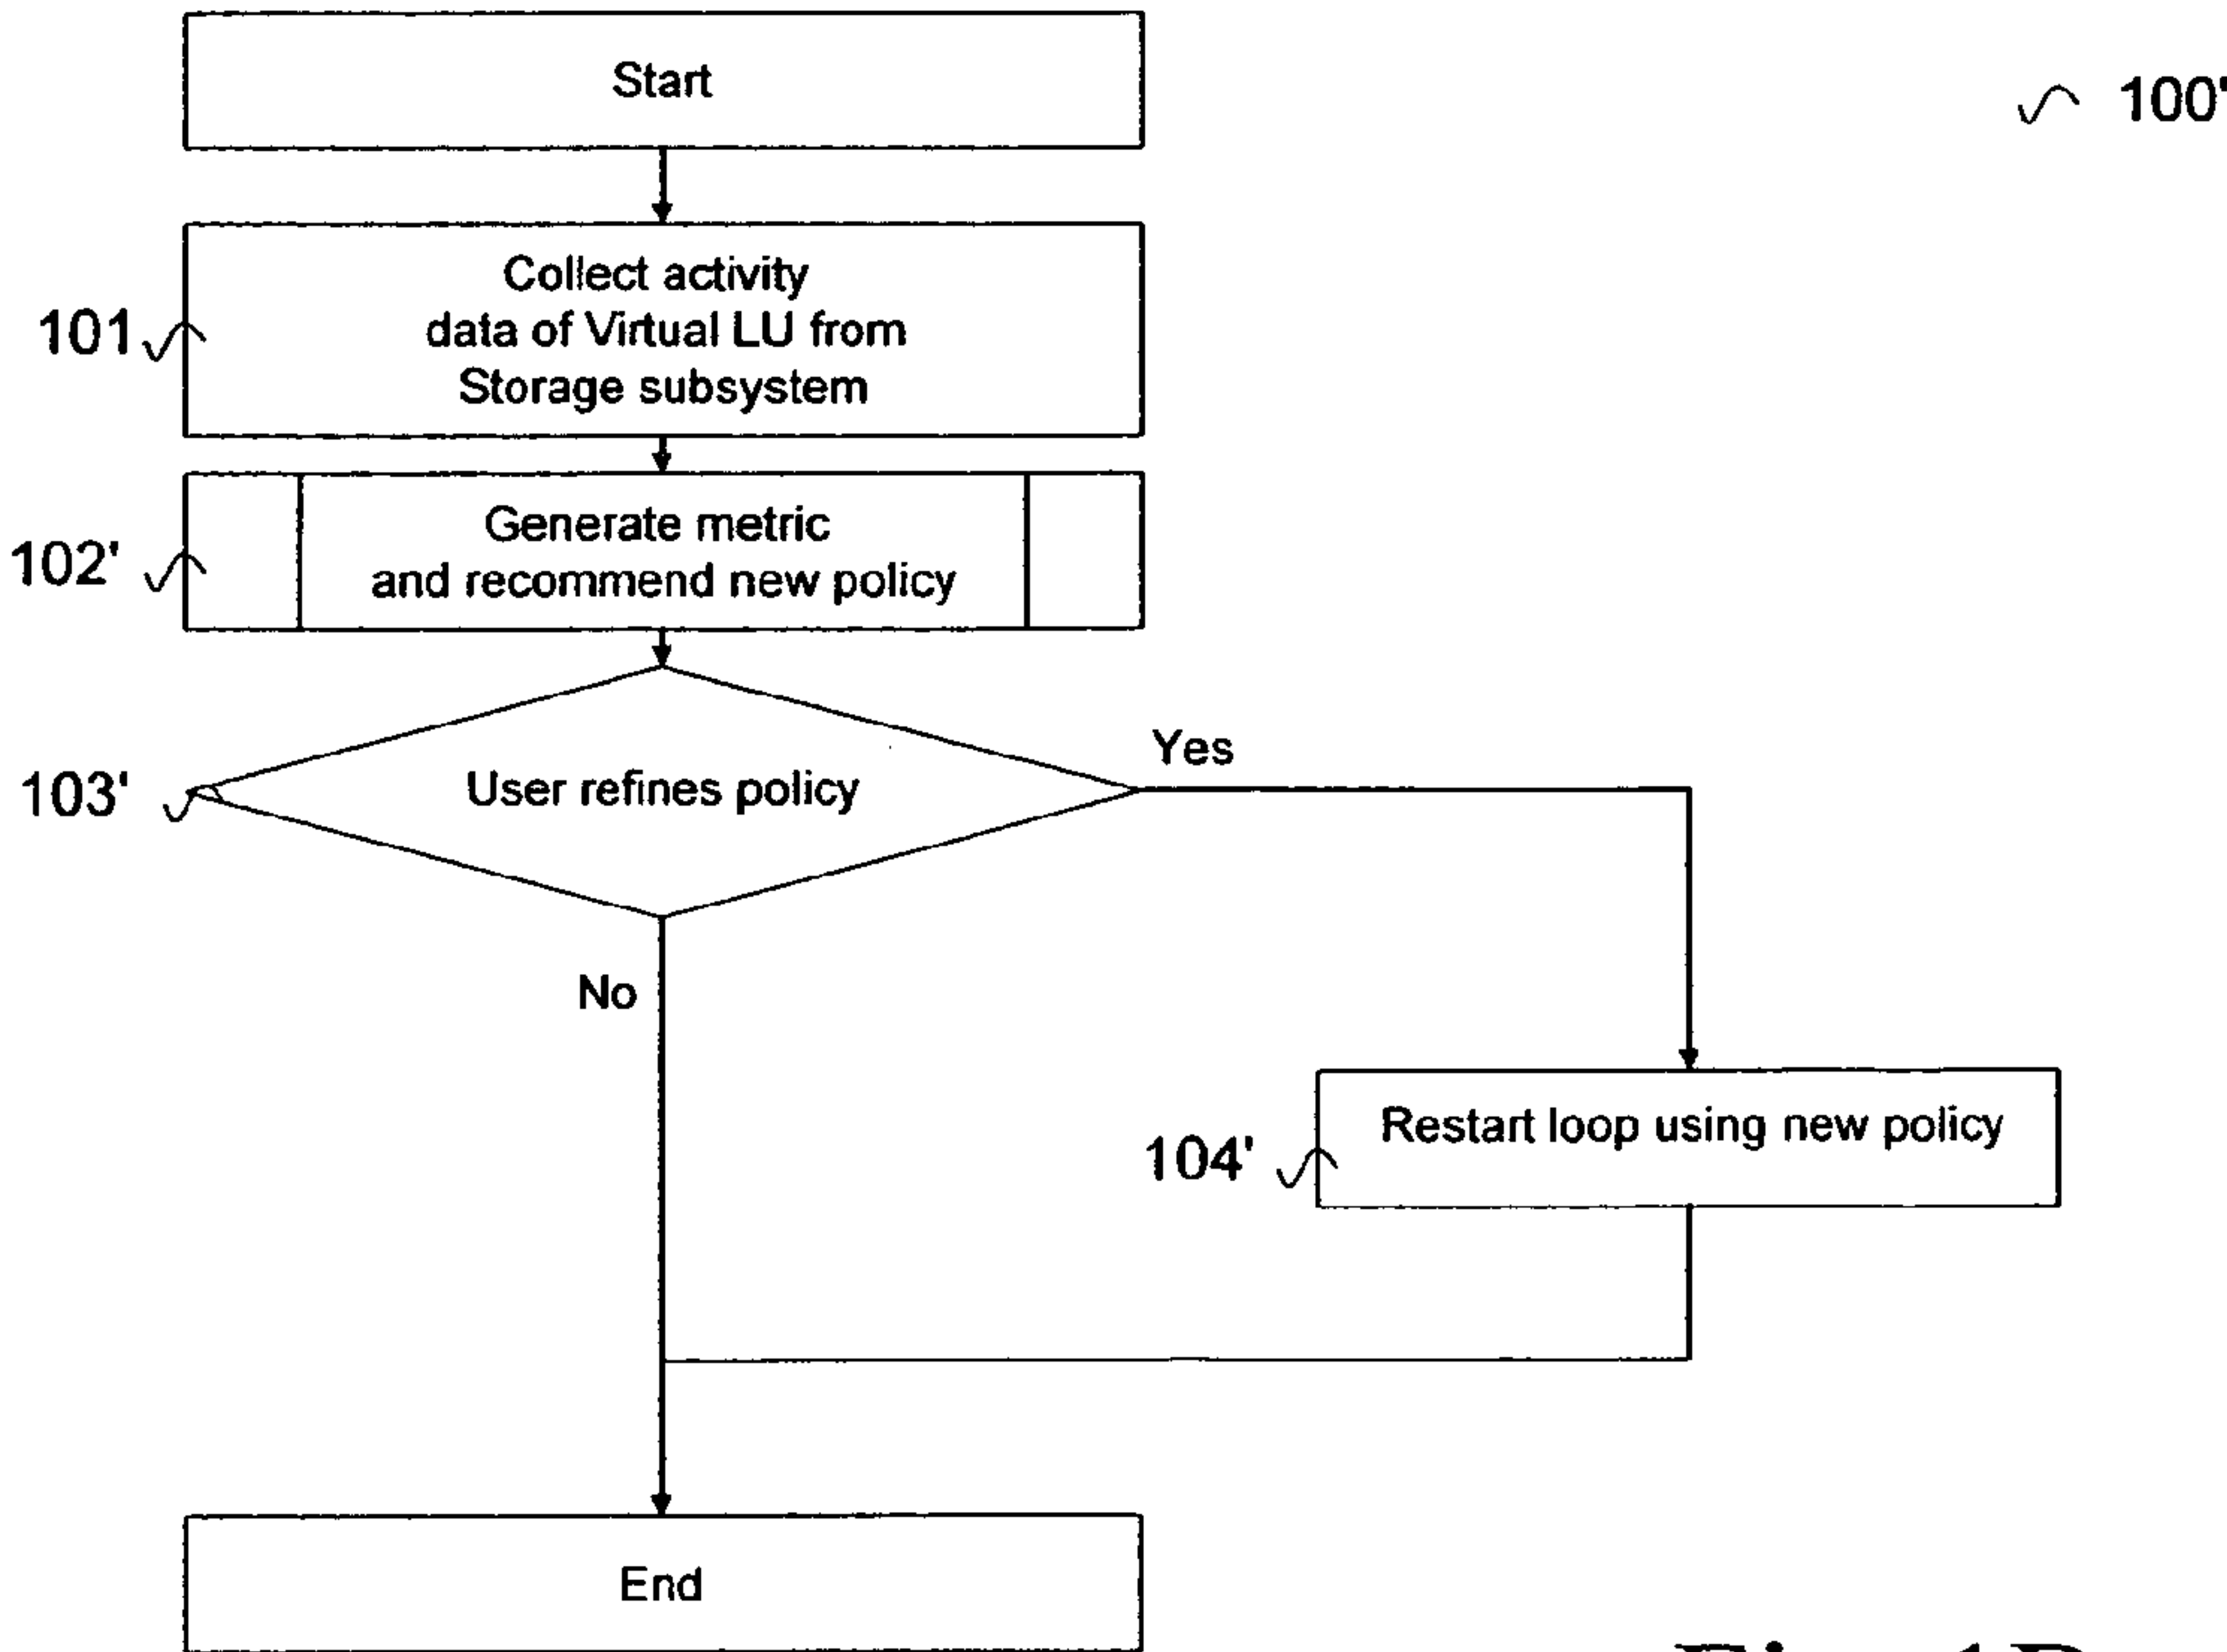 Start
100'
Collect activity
data of Virtual LU from
Storage subsystem
101
Generate metric
and recommend new policy
102'
User refines policy
103'
Yes
No
Restart loop using new policy
104'
End